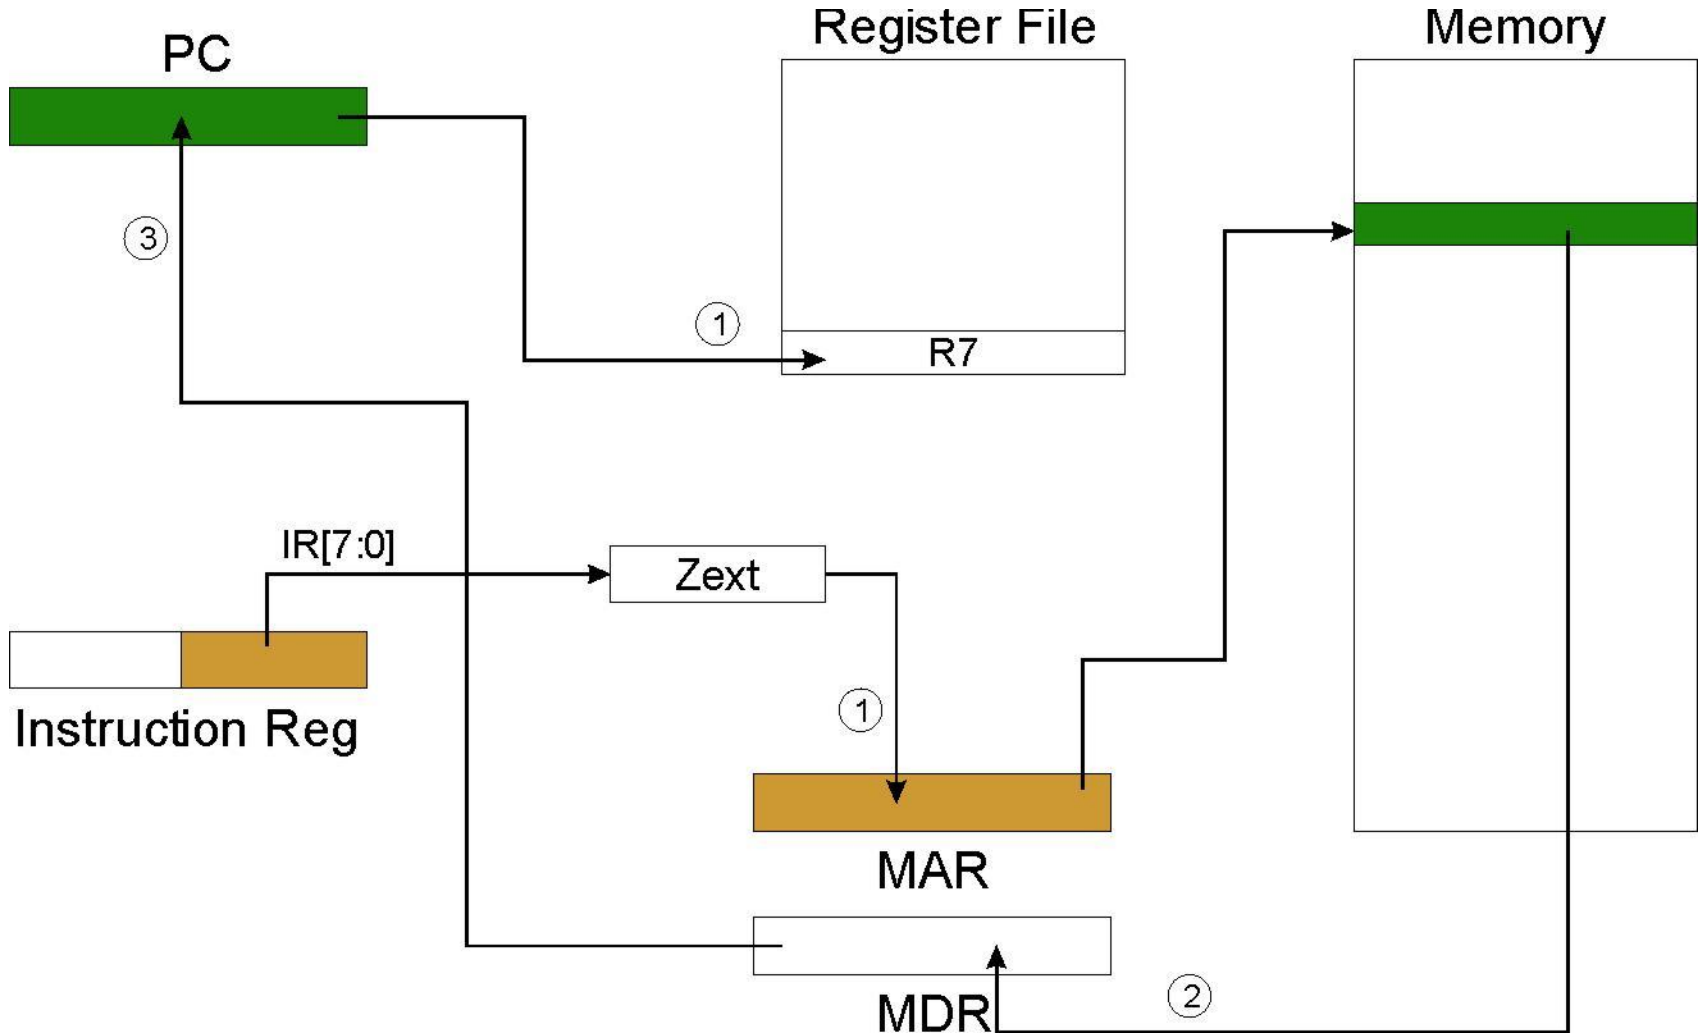 Register File
Memory
PC
3
1
R7
IR[7:0]
Zext
Instruction Reg
1
MAR
MDR
2